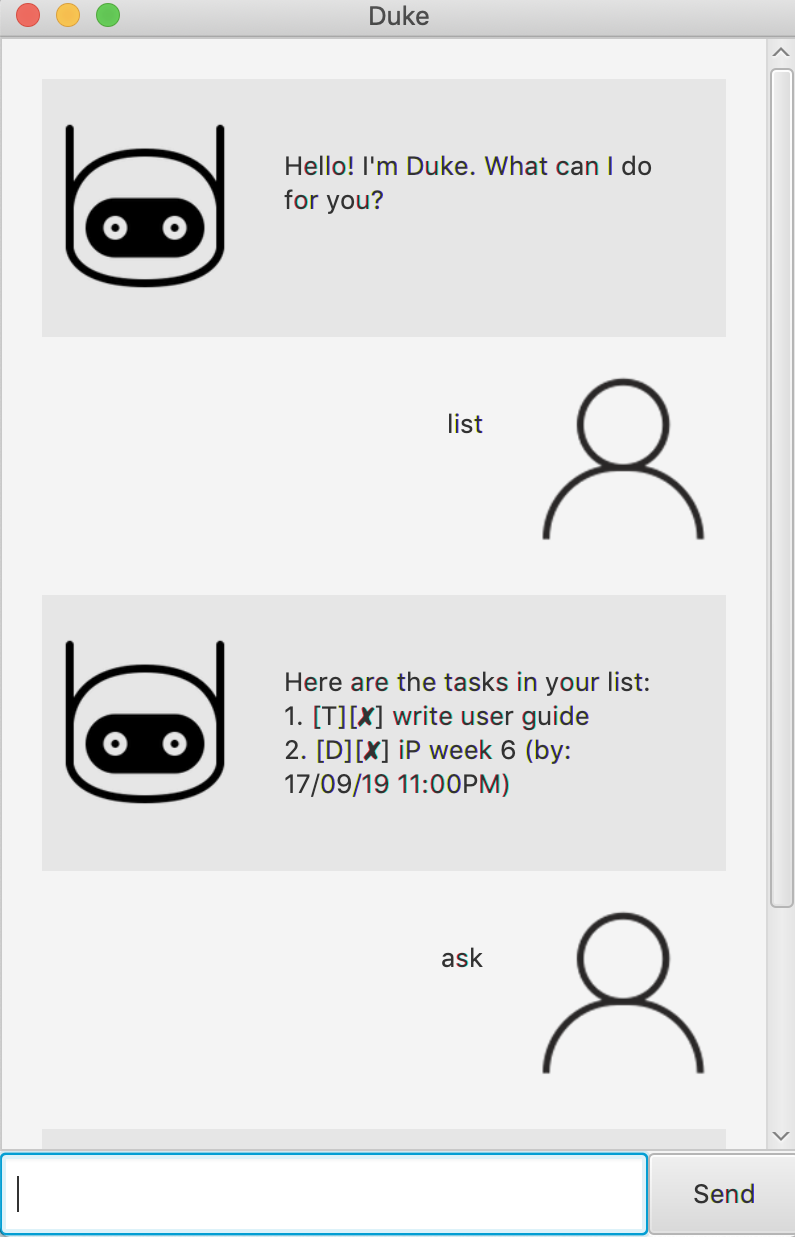 Duke
Hello! I'm Duke. What can I do
for you?
list
Here are the tasks in your list:
1. [T][✘] write user guide
2. [D][✘] iP week 6 (by:
17/09/19 11:00PM)
ask
Send